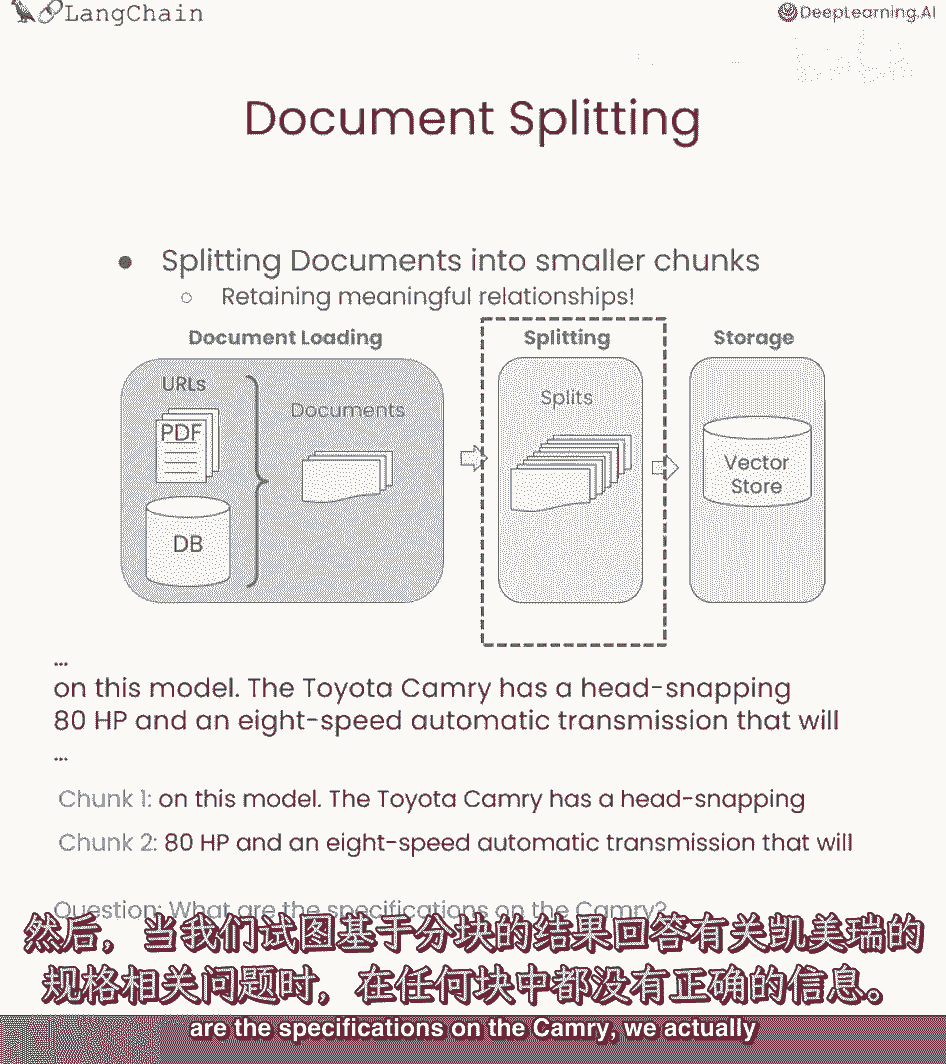 LangChain
DeepLearning.AI
Document Splitting
● Splitting Documents into smaller chunks
○ Retaining meaningful relationships!
Document Loading
Splitting
Storage
URLs
Documents
Splits
PDF
Vector
Store
DB
...
on this model. The Toyota Camry has a head-snapping
80 HP and an eight-speed automatic transmission that will
...
Chunk 1: on this model. The Toyota Camry has a head-snapping
Chunk 2: 80 HP and an eight-speed automatic transmission that will
Question: What are the specifications on the Camry?
然后，当我们试图基于分块的结果回答有关凯美瑞的
规格相关问题时，在任何块中都没有正确的信息。
are the specifications on the Camry, we actually